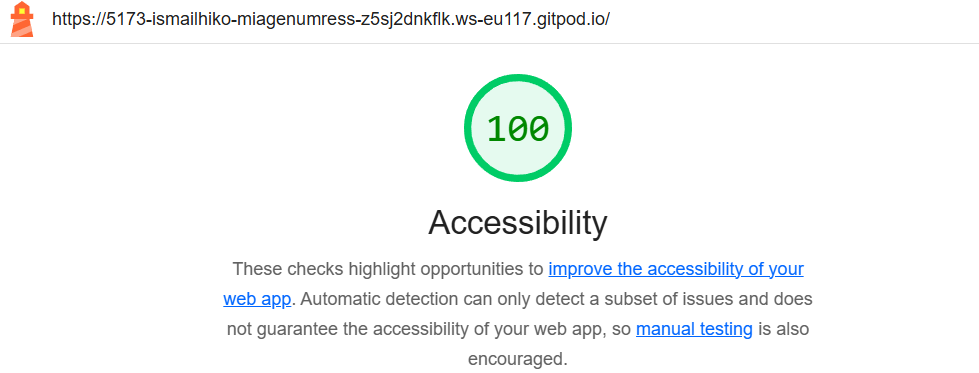 https://5173-ismailhiko-miagenumress-z5sj2dnkflk.ws-eu117.gitpod.io/
100
Accessibility
These checks highlight opportunities to improve the accessibility of your
web app. Automatic detection can only detect a subset of issues and does
not guarantee the accessibility of your web app, so manual testing is also
encouraged.